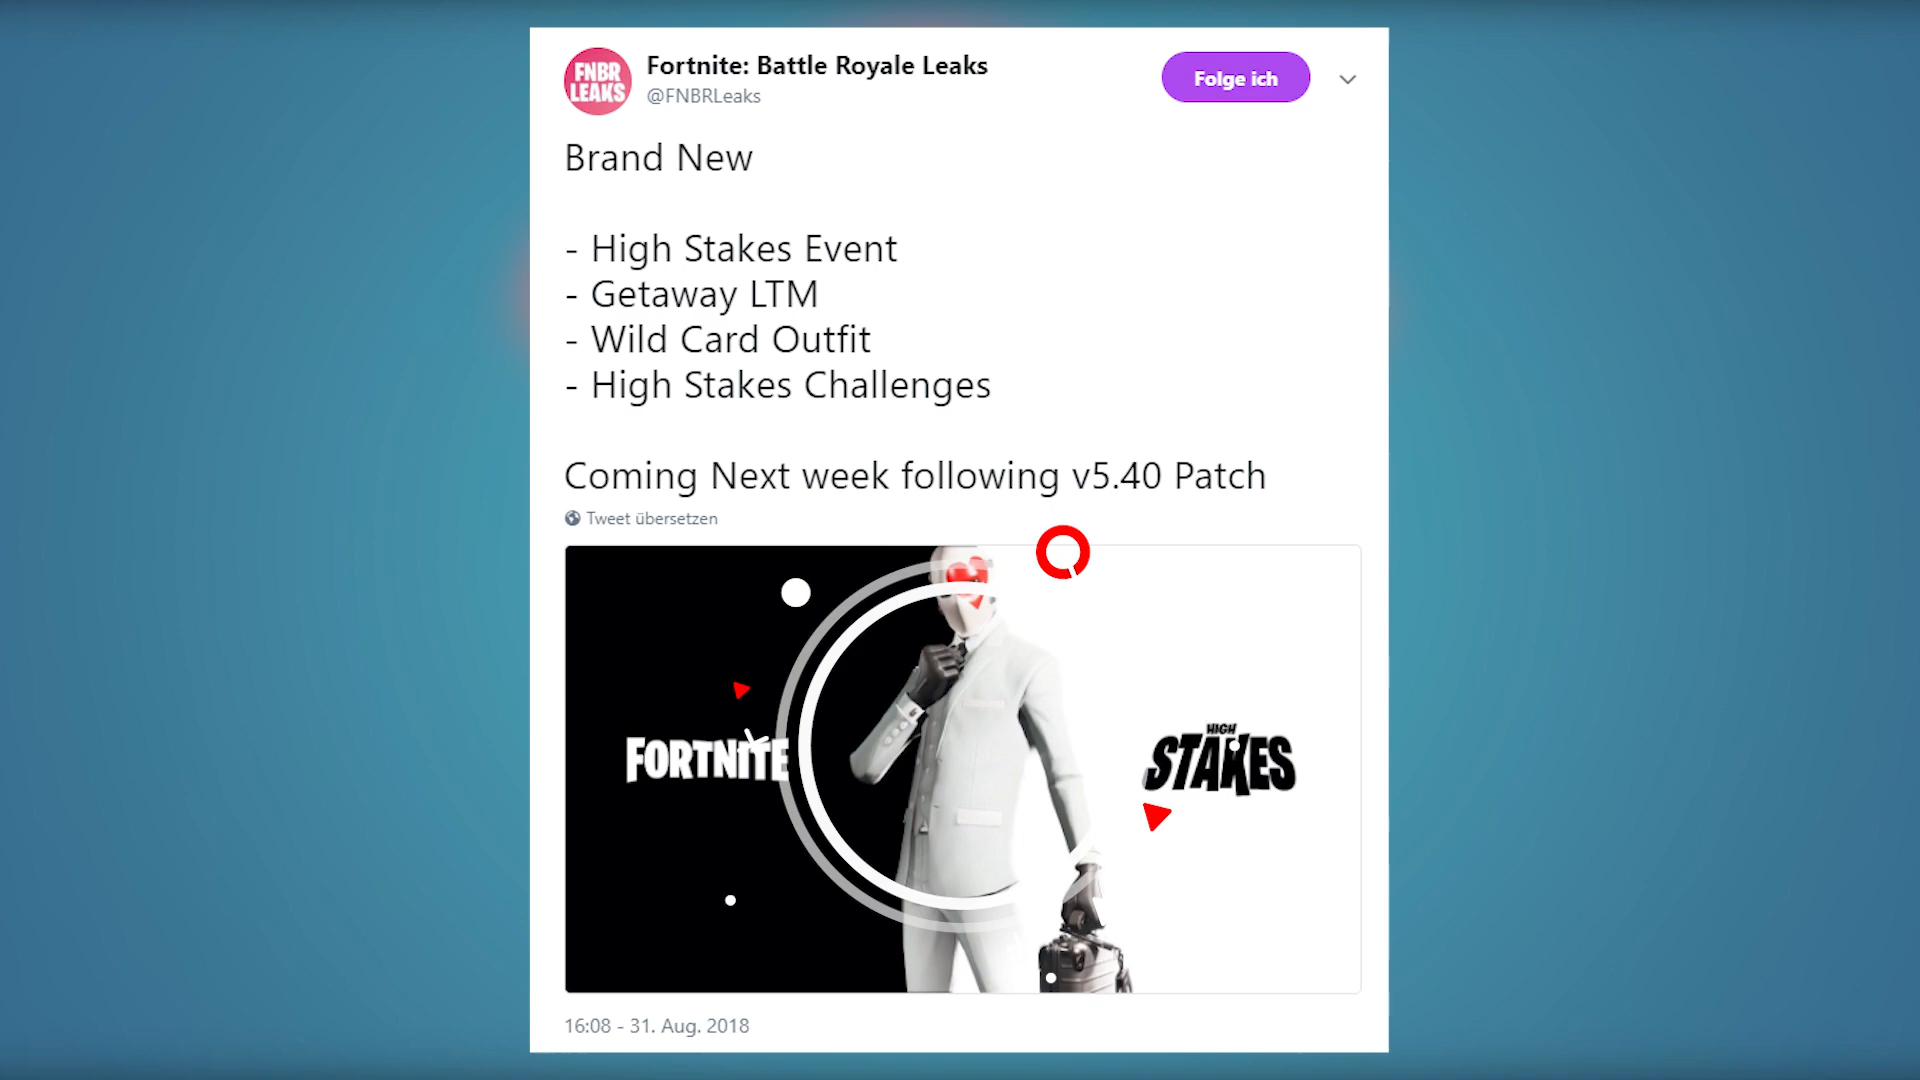 FNBR
LEAKS
Fortnite: Battle Royale Leaks
@FNBRLeaks
Folge ich
Brand New
- High Stakes Event
- Getaway LTM
- Wild Card Outfit
- High Stakes Challenges
Coming Next week following v5.40 Patch
Tweet übersetzen
FORTNITE
HIGH
STAKES
16:08 - 31. Aug. 2018